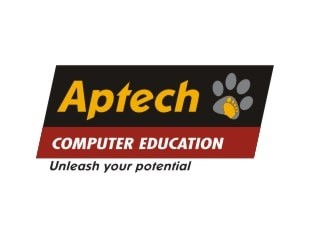 Aptech
COMPUTER EDUCATION
Unleash your potential